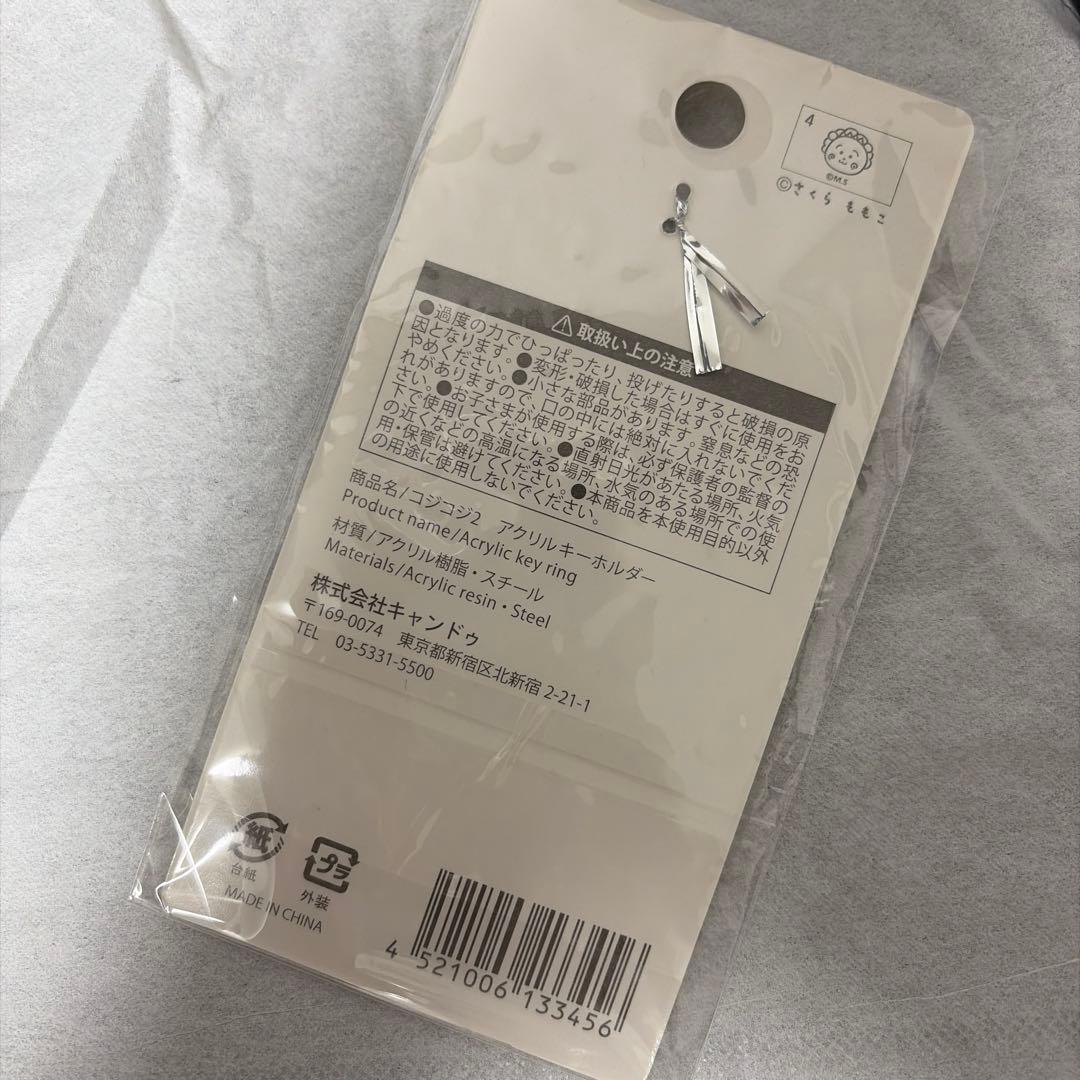 4
©M.S
©さくら ももこ
取扱い上の注意
●過度の力でひっぱったり、投げたりすると破損の原
因となります。●変形・破損した場合はすぐに使用をお
やめください。●小さな部品があります。窒息などの恐
れがありますので、口の中には絶対に入れないでくだ
さい。●お子さまが使用する際は、必ず保護者の監督の
下で使用してください。●直射日光があたる場所、火気
の近くなどの高温になる場所、水気のある場所での使
用・保管は避けてください。●本商品を本使用目的以外
の用途に使用しないでください。
商品名/コジコジ2 アクリルキーホルダー
Product name/Acrylic key ring
材質/アクリル樹脂・スチール
Materials/Acrylic resin・Steel
株式会社キャンドゥ
〒169-0074 東京都新宿区北新宿2-21-1
TEL 03-5331-5500
紙
台紙
プラ
外装
MADE IN CHINA
4 521006 133456